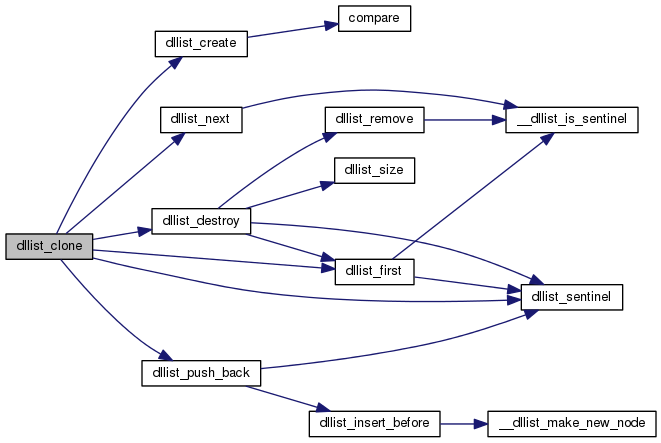 compare
dllist_create
dllist_next
dllist_remove
__dllist_is_sentinel
dllist_size
dllist_destroy
dllist_clone
dllist_first
dllist_sentinel
dllist_push_back
dllist_insert_before
__dllist_make_new_node